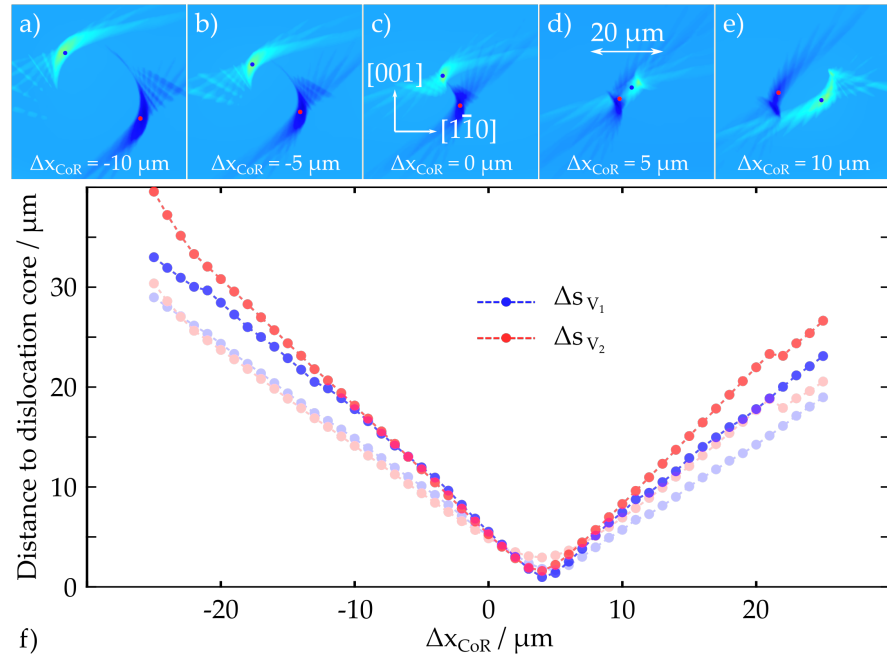 a)
b)
c)
d)
e)
20 µm
[001]
[11̅0]
Δx_CoR = -10 µm
Δx_CoR = -5 µm
Δx_CoR = 0 µm
Δx_CoR = 5 µm
Δx_CoR = 10 µm
Distance to dislocation core / µm
30
20
10
0
Δs_V₁
Δs_V₂
-20
-10
0
10
20
Δx_CoR / µm
f)